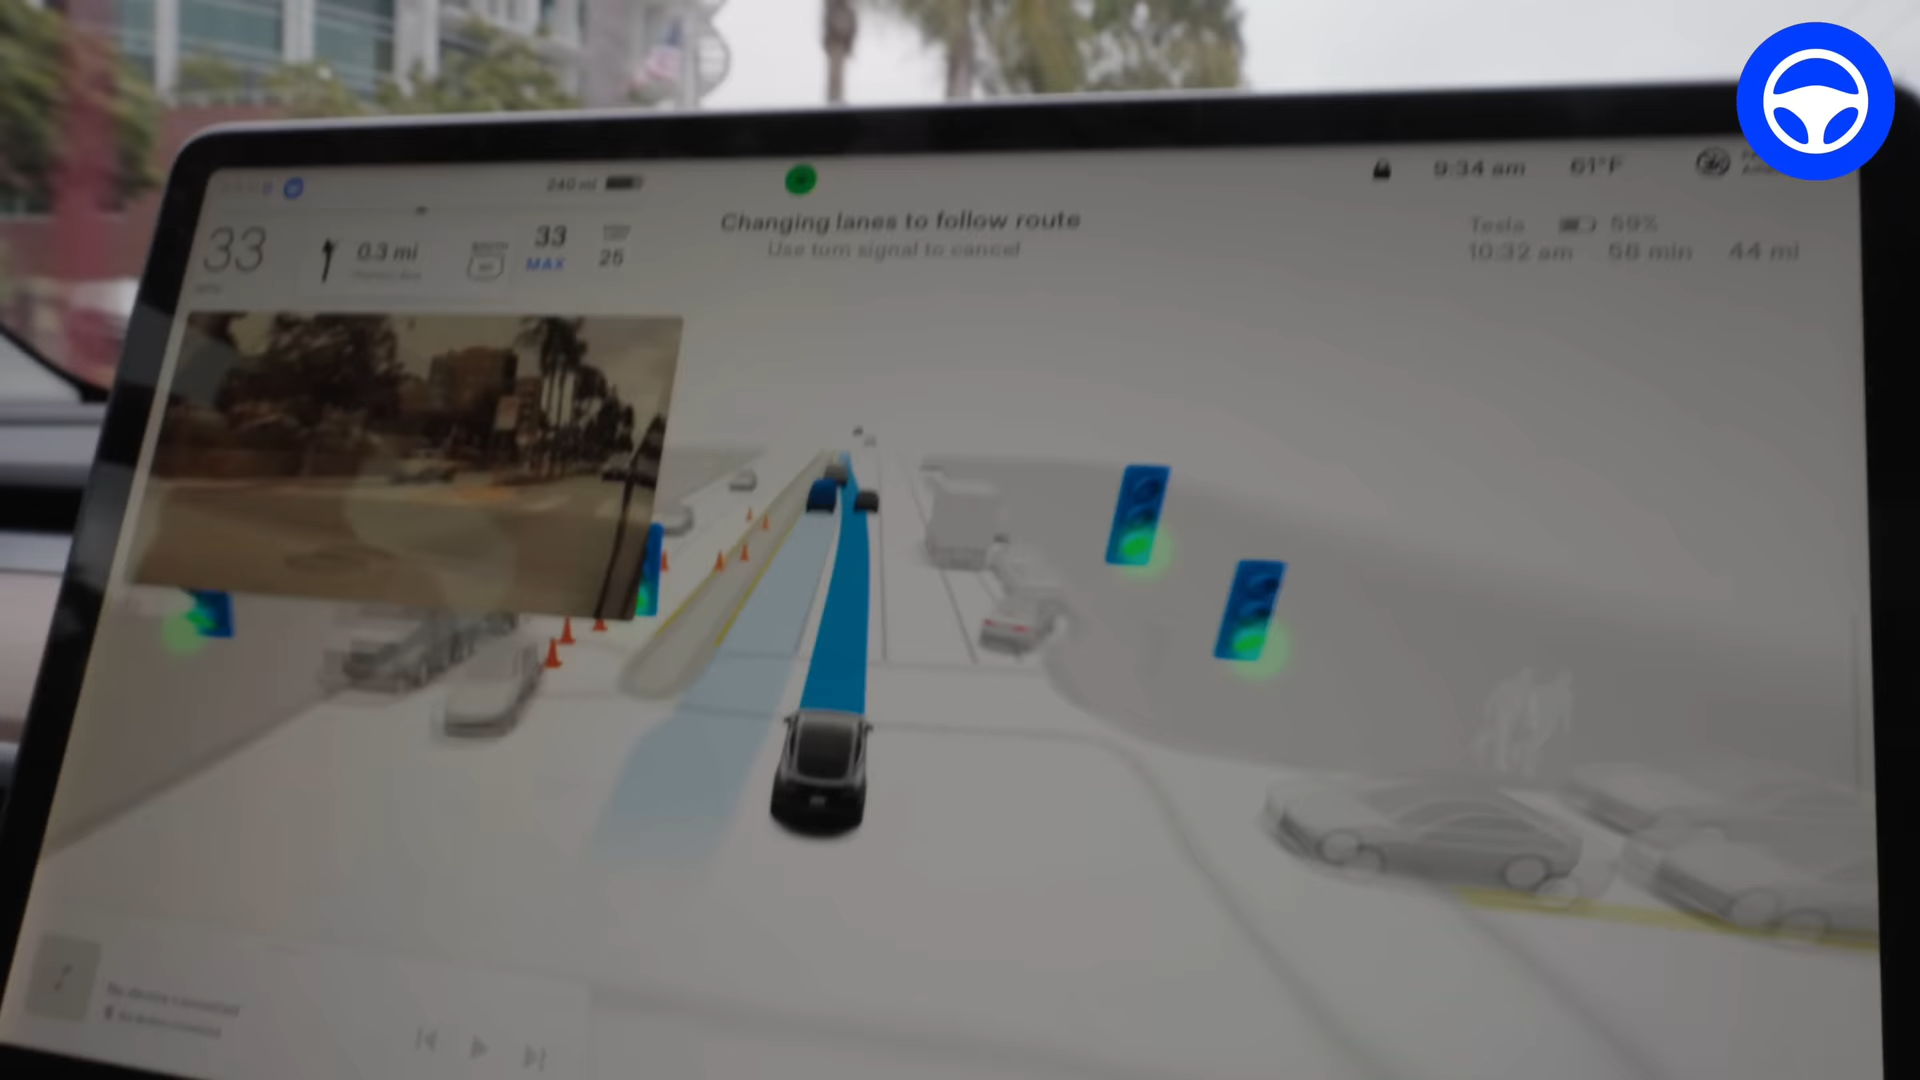 240 mi
9:34 am
61°F
33
0.3 mi
33
MAX
25
Changing lanes to follow route
Use turn signal to cancel
Tesla
59%
10:32 am
58 min
44 mi